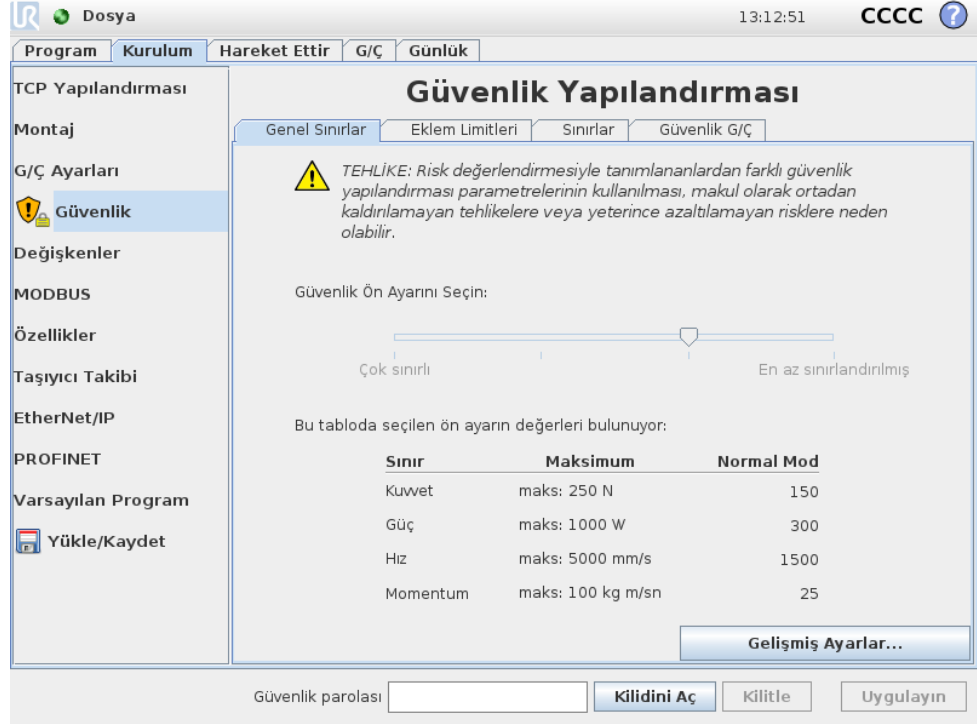 UR Dosya 13:12:51 CCCC ?
Program Kurulum Hareket Ettir G/Ç Günlük
TCP Yapılandırması
Montaj
G/Ç Ayarları
Güvenlik
Değişkenler
MODBUS
Özellikler
Taşıyıcı Takibi
EtherNet/IP
PROFINET
Varsayılan Program
Yükle/Kaydet
Güvenlik Yapılandırması
Genel Sınırlar Eklem Limitleri Sınırlar Güvenlik G/Ç
TEHLİKE: Risk değerlendirmesiyle tanımlananlardan farklı güvenlik
yapılandırması parametrelerinin kullanılması, makul olarak ortadan
kaldırılamayan tehlikelere veya yeterince azaltılamayan risklere neden
olabilir.
Güvenlik Ön Ayarını Seçin:
Çok sınırlı En az sınırlandırılmış
Bu tabloda seçilen ön ayarın değerleri bulunuyor:
Sınır Maksimum Normal Mod
Kuvvet maks: 250 N 150
Güç maks: 1000 W 300
Hız maks: 5000 mm/s 1500
Momentum maks: 100 kg m/sn 25
Gelişmiş Ayarlar...
Güvenlik parolası Kilidini Aç Kilitle Uygulayın